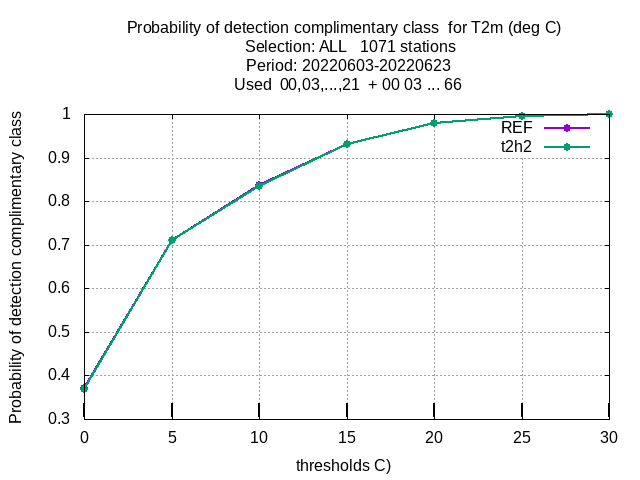 Probability of detection complimentary class  for T2m (deg C)
Selection: ALL   1071 stations
Period: 20220603-20220623
Used  00,03,...,21  + 00 03 ... 66
Probability of detection complimentary class
1
0.9
0.8
0.7
0.6
0.5
0.4
0.3
REF
t2h2
0 5 10 15 20 25 30
thresholds C)